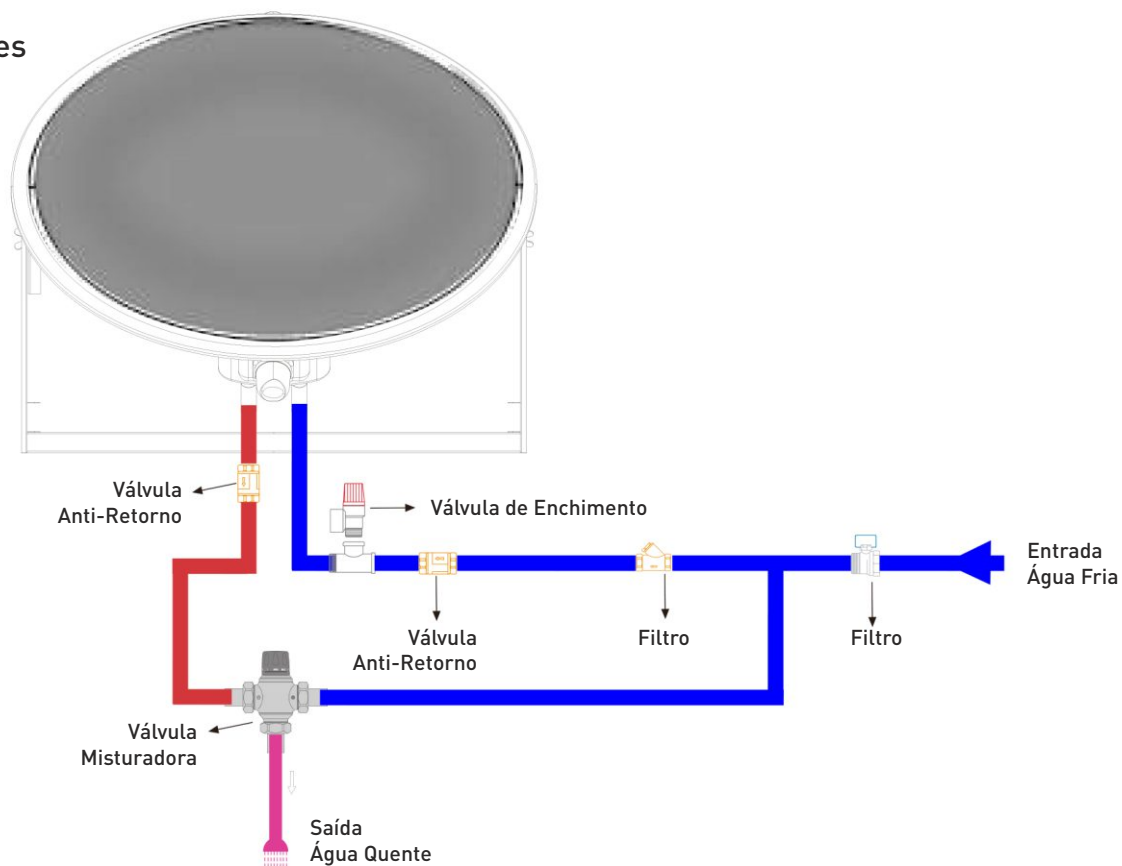 es
Válvula
Anti-Retorno
Válvula de Enchimento
Entrada
Água Fria
Válvula
Anti-Retorno
Filtro
Filtro
Válvula
Misturadora
Saída
Água Quente